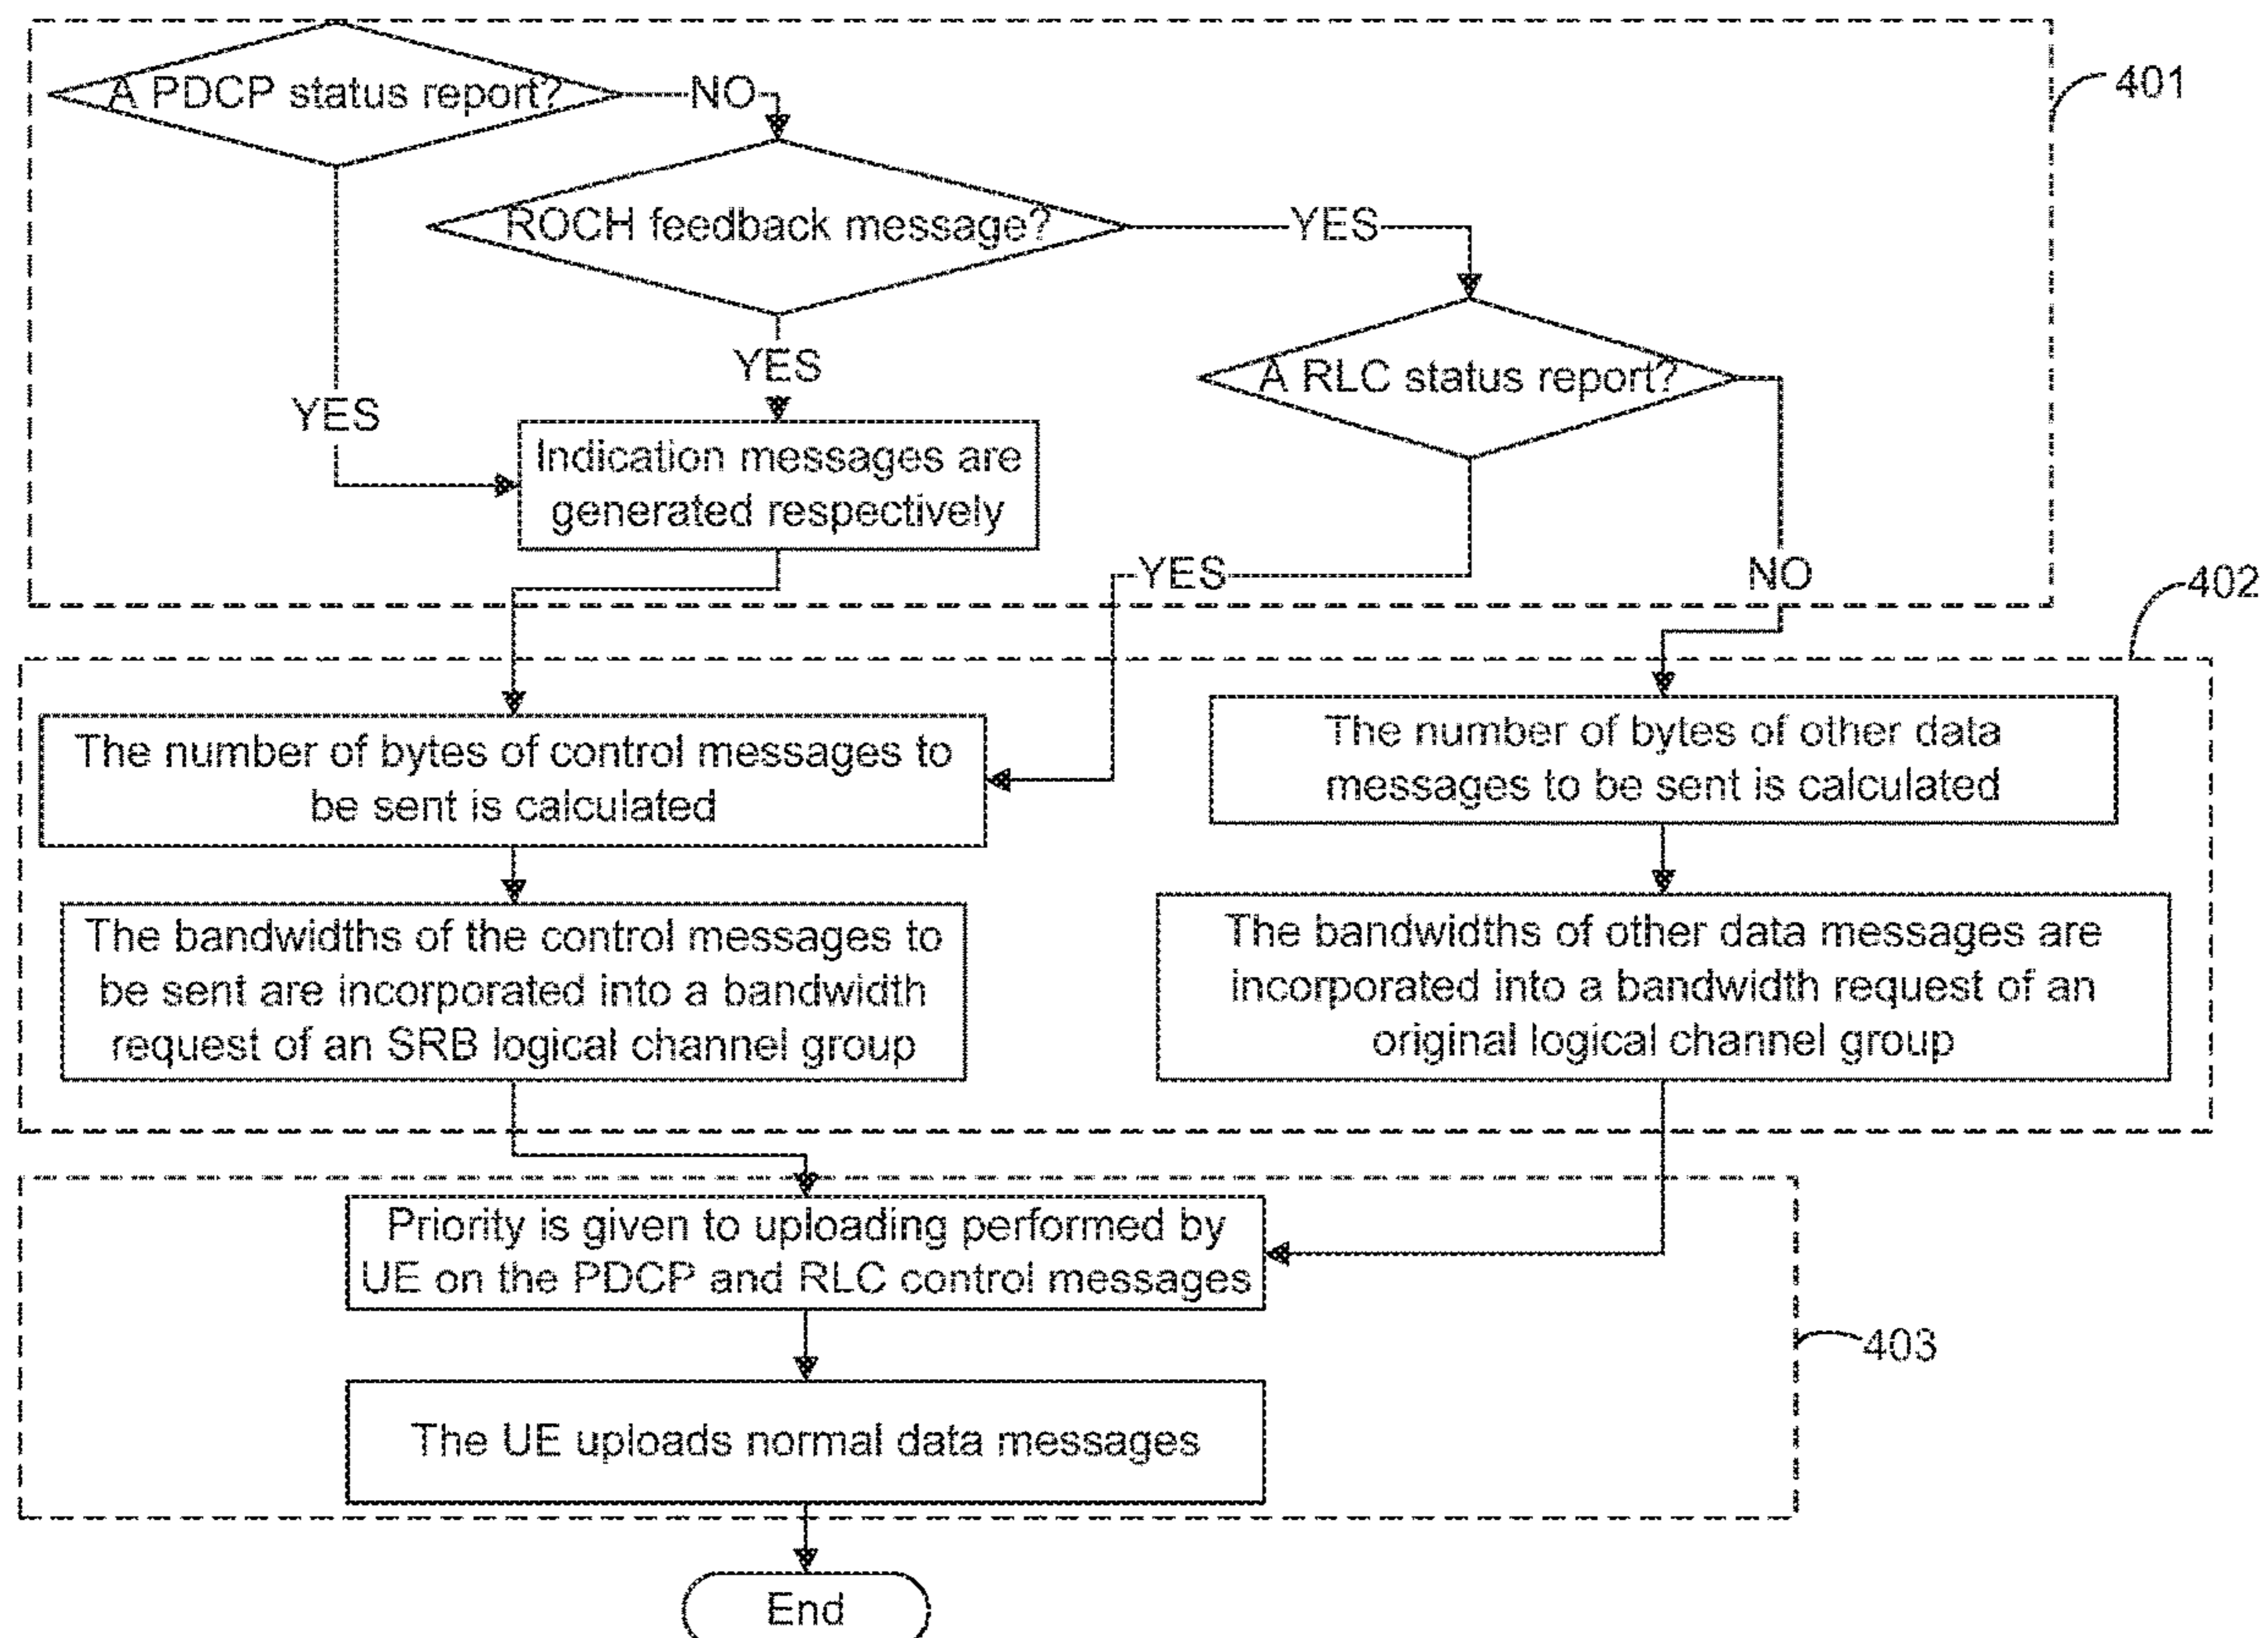 A PDCP status report?
NO
401
ROCH feedback message?
YES
YES
A RLC status report?
YES
Indication messages are
generated respectively
YES
NO
402
The number of bytes of control messages to
be sent is calculated
The number of bytes of other data
messages to be sent is calculated
The bandwidths of the control messages to
be sent are incorporated into a bandwidth
request of an SRB logical channel group
The bandwidths of other data messages are
incorporated into a bandwidth request of an
original logical channel group
Priority is given to uploading performed by
UE on the PDCP and RLC control messages
403
The UE uploads normal data messages
End